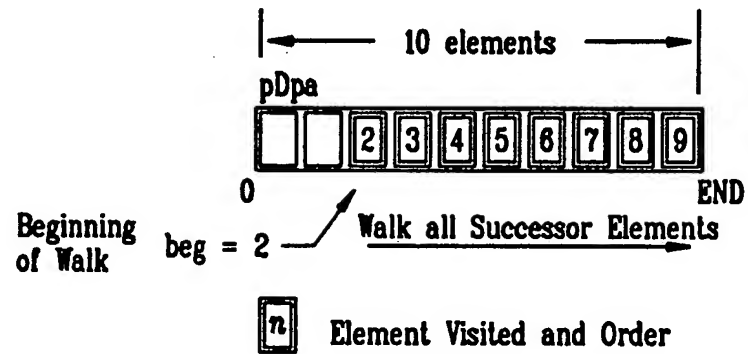 10 elements
pDpa
2 3 4 5 6 7 8 9
0 END
Beginning
of Walk
beg = 2
Walk all Successor Elements
n Element Visited and Order